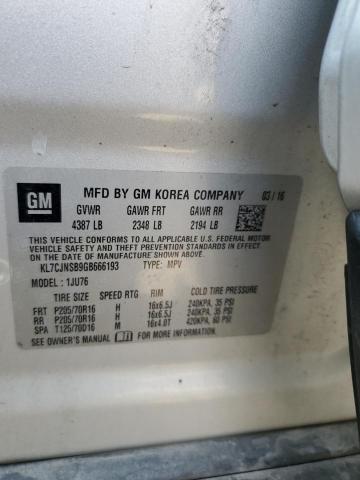 GM
MFD BY GM KOREA COMPANY 03/16
GVWR GAWR FRT GAWR RR
4387 LB 2348 LB 2194 LB
THIS VEHICLE CONFORMS TO ALL APPLICABLE U.S. FEDERAL MOTOR
VEHICLE SAFETY, BUMPER, AND THEFT PREVENTION STANDARDS IN
EFFECT ON THE DATE OF MANUFACTURE SHOWN ABOVE.
KL7CJNSB9GB666193 TYPE: MPV
MODEL: 1JU76
TIRE SIZE SPEED RTG RIM COLD TIRE PRESSURE
FRT P205/70R16 H 16x6.5J 240KPA, 35 PSI
RR P205/70R16 H 16x6.5J 240KPA, 35 PSI
SPA T125/70D16 M 16x4.0T 420KPA, 60 PSI
SEE OWNER'S MANUAL FOR MORE INFORMATION